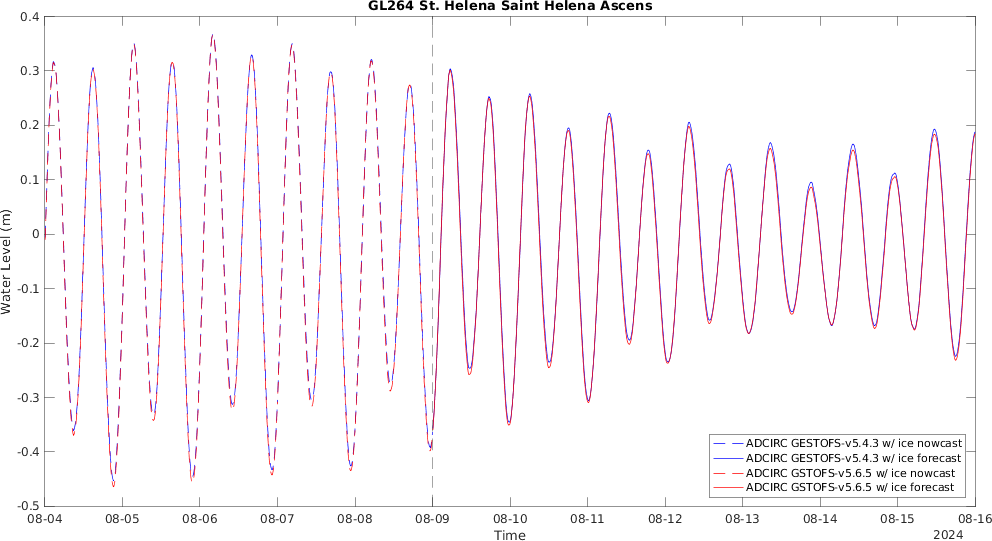 GL264 St. Helena Saint Helena Ascens
Water Level (m)
0.4
0.3
0.2
0.1
0
-0.1
-0.2
-0.3
-0.4
-0.5
ADCIRC GESTOFS-v5.4.3 w/ ice nowcast
ADCIRC GESTOFS-v5.4.3 w/ ice forecast
ADCIRC GSTOFS-v5.6.5 w/ ice nowcast
ADCIRC GSTOFS-v5.6.5 w/ ice forecast
08-04 08-05 08-06 08-07 08-08 08-09 08-10 08-11 08-12 08-13 08-14 08-15 08-16
Time
2024